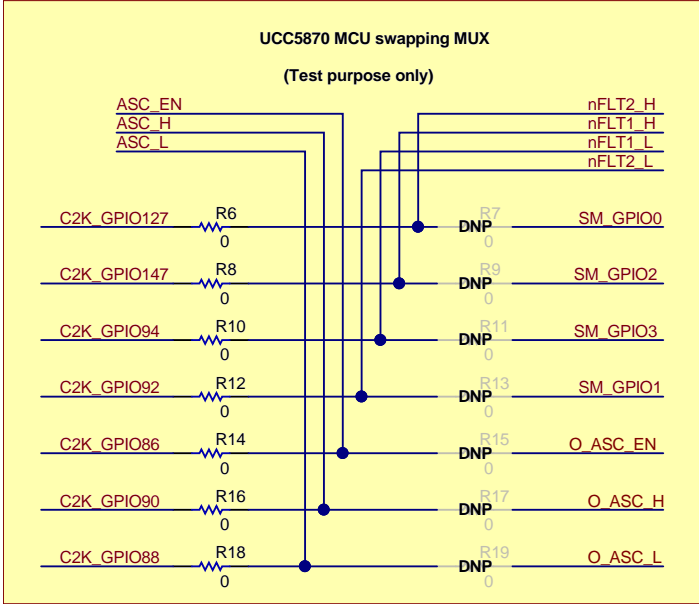 UCC5870 MCU swapping MUX
(Test purpose only)
ASC_EN
ASC_H
ASC_L
nFLT2_H
nFLT1_H
nFLT1_L
nFLT2_L
C2K_GPIO127 R6 0 DNP R7 0 SM_GPIO0
C2K_GPIO147 R8 0 DNP R9 0 SM_GPIO2
C2K_GPIO94 R10 0 DNP R11 0 SM_GPIO3
C2K_GPIO92 R12 0 DNP R13 0 SM_GPIO1
C2K_GPIO86 R14 0 DNP R15 0 O_ASC_EN
C2K_GPIO90 R16 0 DNP R17 0 O_ASC_H
C2K_GPIO88 R18 0 DNP R19 0 O_ASC_L